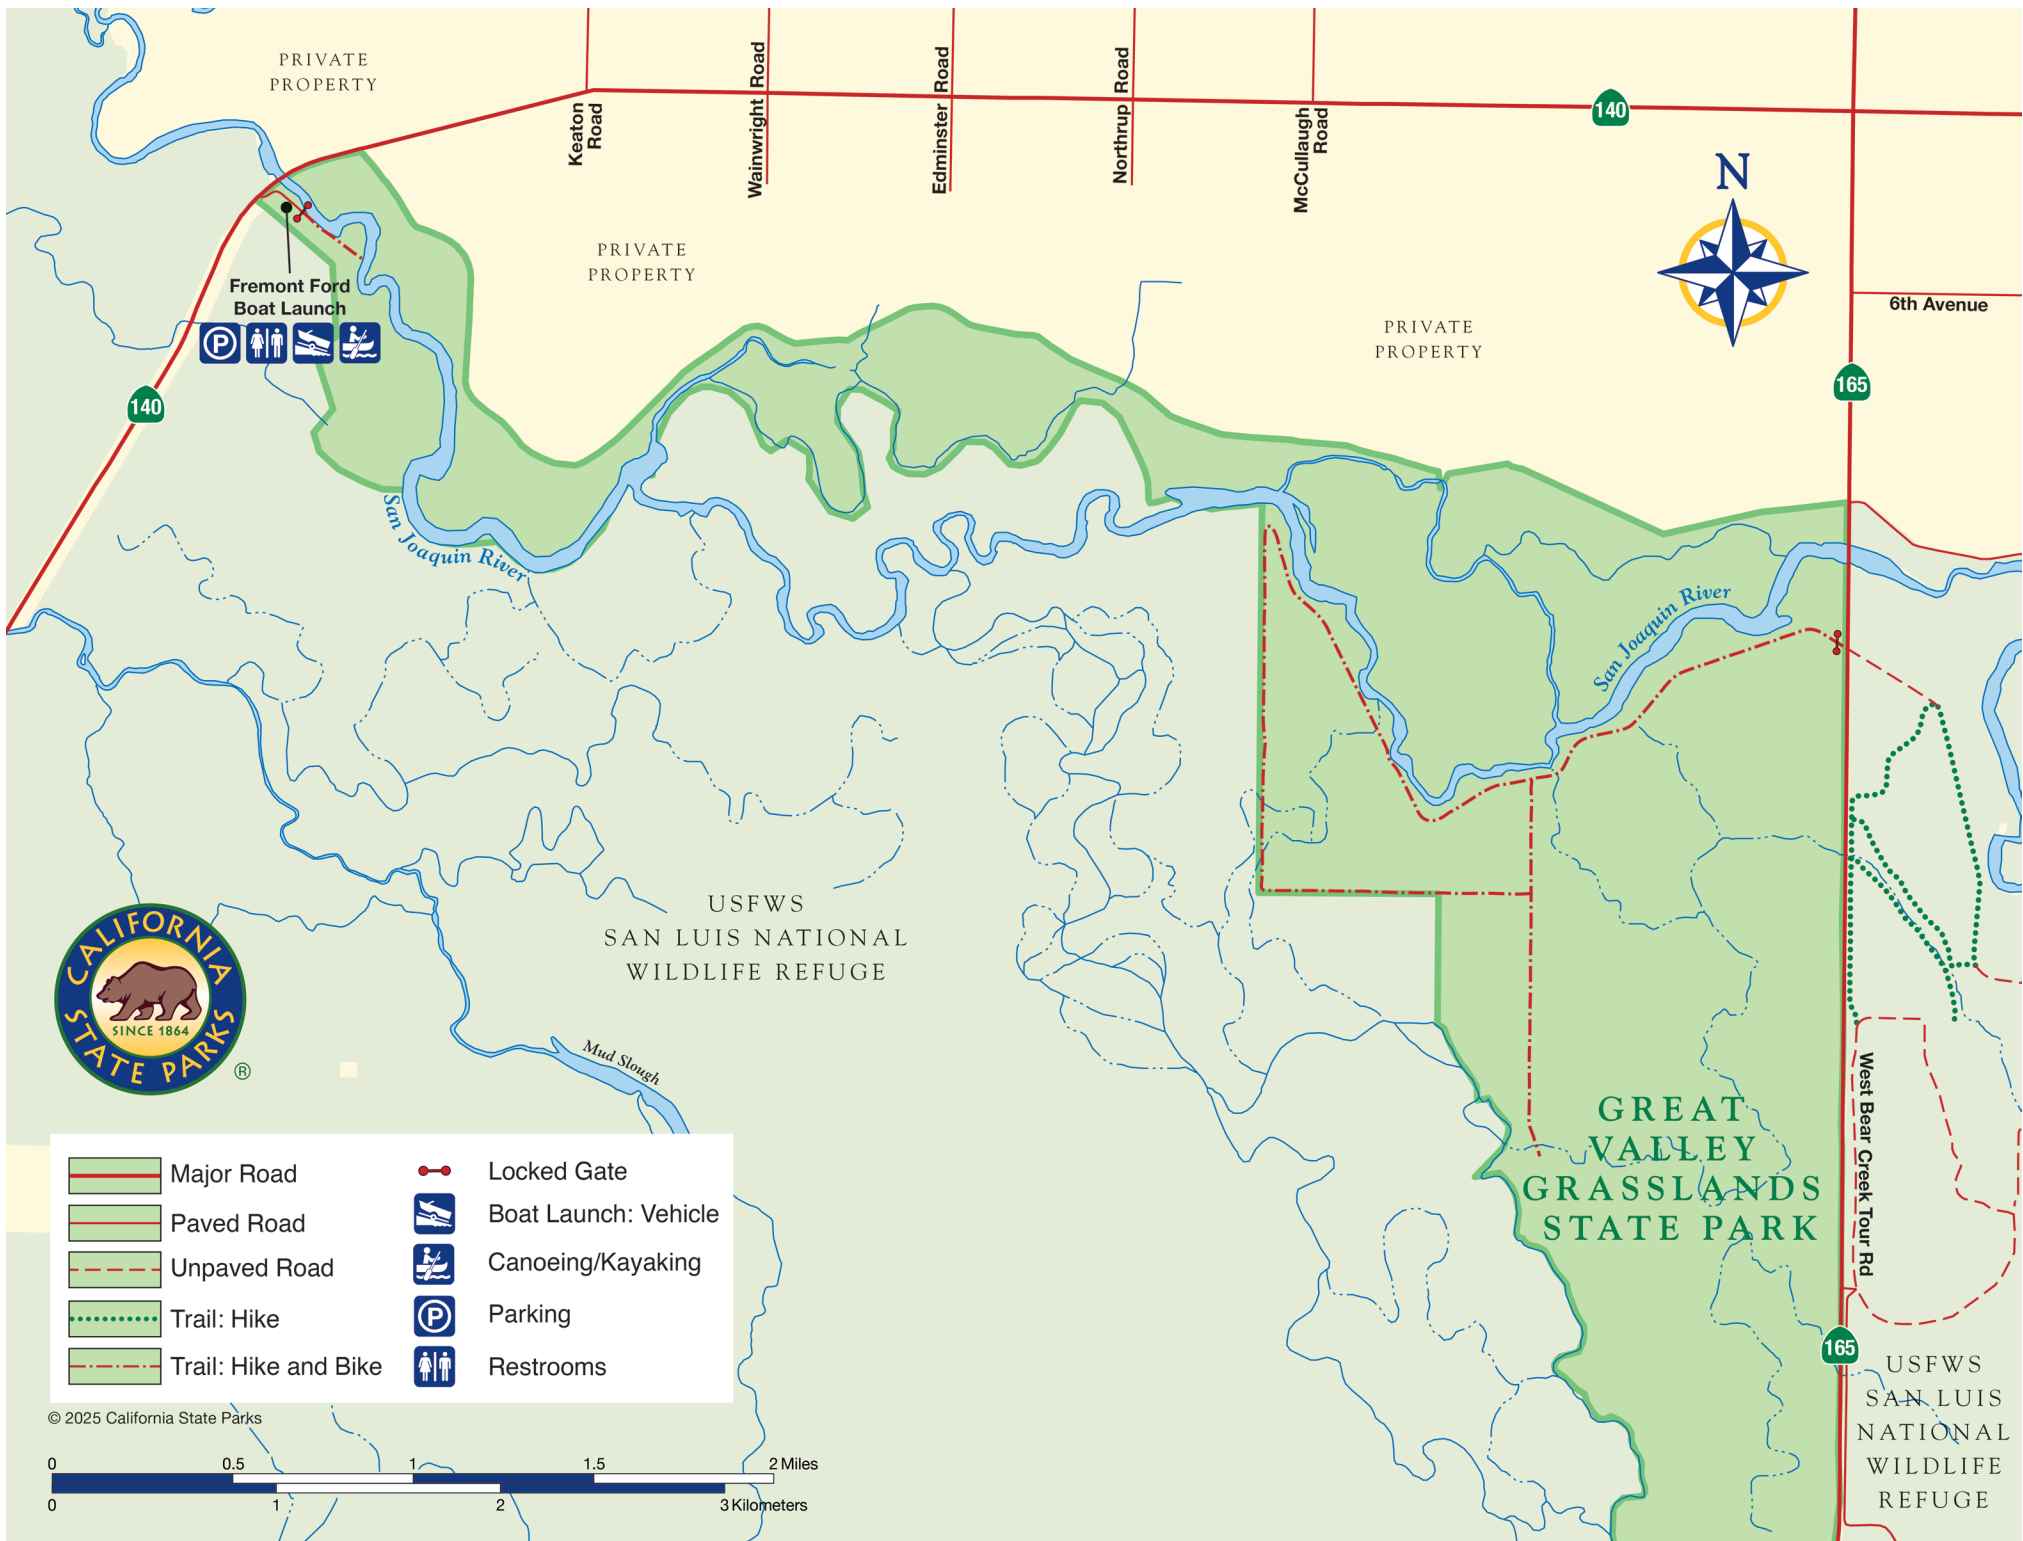 PRIVATE
PROPERTY
Keaton
Road
Wainwright Road
Edminster Road
Northrup Road
McCullaugh
Road
140
N
PRIVATE
PROPERTY
Fremont Ford
Boat Launch
P
140
PRIVATE
PROPERTY
6th Avenue
165
San Joaquin River
San Joaquin River
USFWS
SAN LUIS NATIONAL
WILDLIFE REFUGE
CALIFORNIA
STATE PARKS
SINCE 1864
®
Mud Slough
GREAT
VALLEY
GRASSLANDS
STATE PARK
West Bear Creek Tour Rd
165
USFWS
SAN LUIS
NATIONAL
WILDLIFE
REFUGE
Major Road
Paved Road
Unpaved Road
Trail: Hike
Trail: Hike and Bike
Locked Gate
Boat Launch: Vehicle
Canoeing/Kayaking
P
Parking
Restrooms
© 2025 California State Parks
0 0.5 1 1.5 2 Miles
0 1 2 3 Kilometers